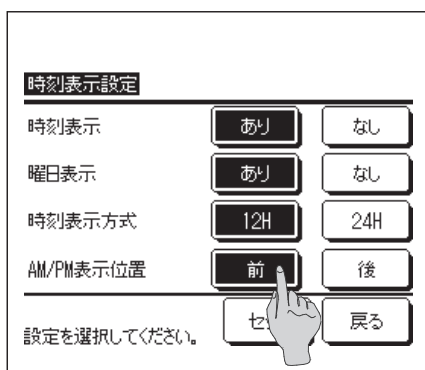 時刻表示設定
時刻表示 あり なし
曜日表示 あり なし
時刻表示方式 12H 24H
AM/PM表示位置 前 後
設定を選択してください。 セ 戻る